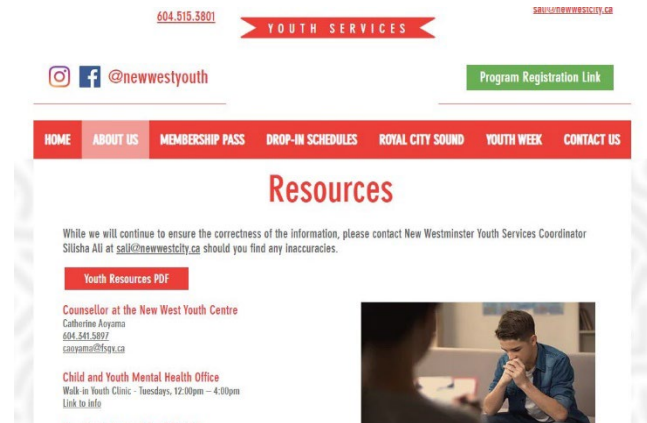 604.515.3801
YOUTH SERVICES
sali@newwestcity.ca
@newwestyouth
Program Registration Link
HOME ABOUT US MEMBERSHIP PASS DROP-IN SCHEDULES ROYAL CITY SOUND YOUTH WEEK CONTACT US
Resources
While we will continue to ensure the correctness of the information, please contact New Westminster Youth Services Coordinator
Silisha Ali at sali@newwestcity.ca should you find any inaccuracies.
Youth Resources PDF
Counsellor at the New West Youth Centre
Catherine Aoyama
604.341.5897
caoyama@fsgv.ca
Child and Youth Mental Health Office
Walk-in Youth Clinic - Tuesdays, 12:00pm – 4:00pm
Link to info